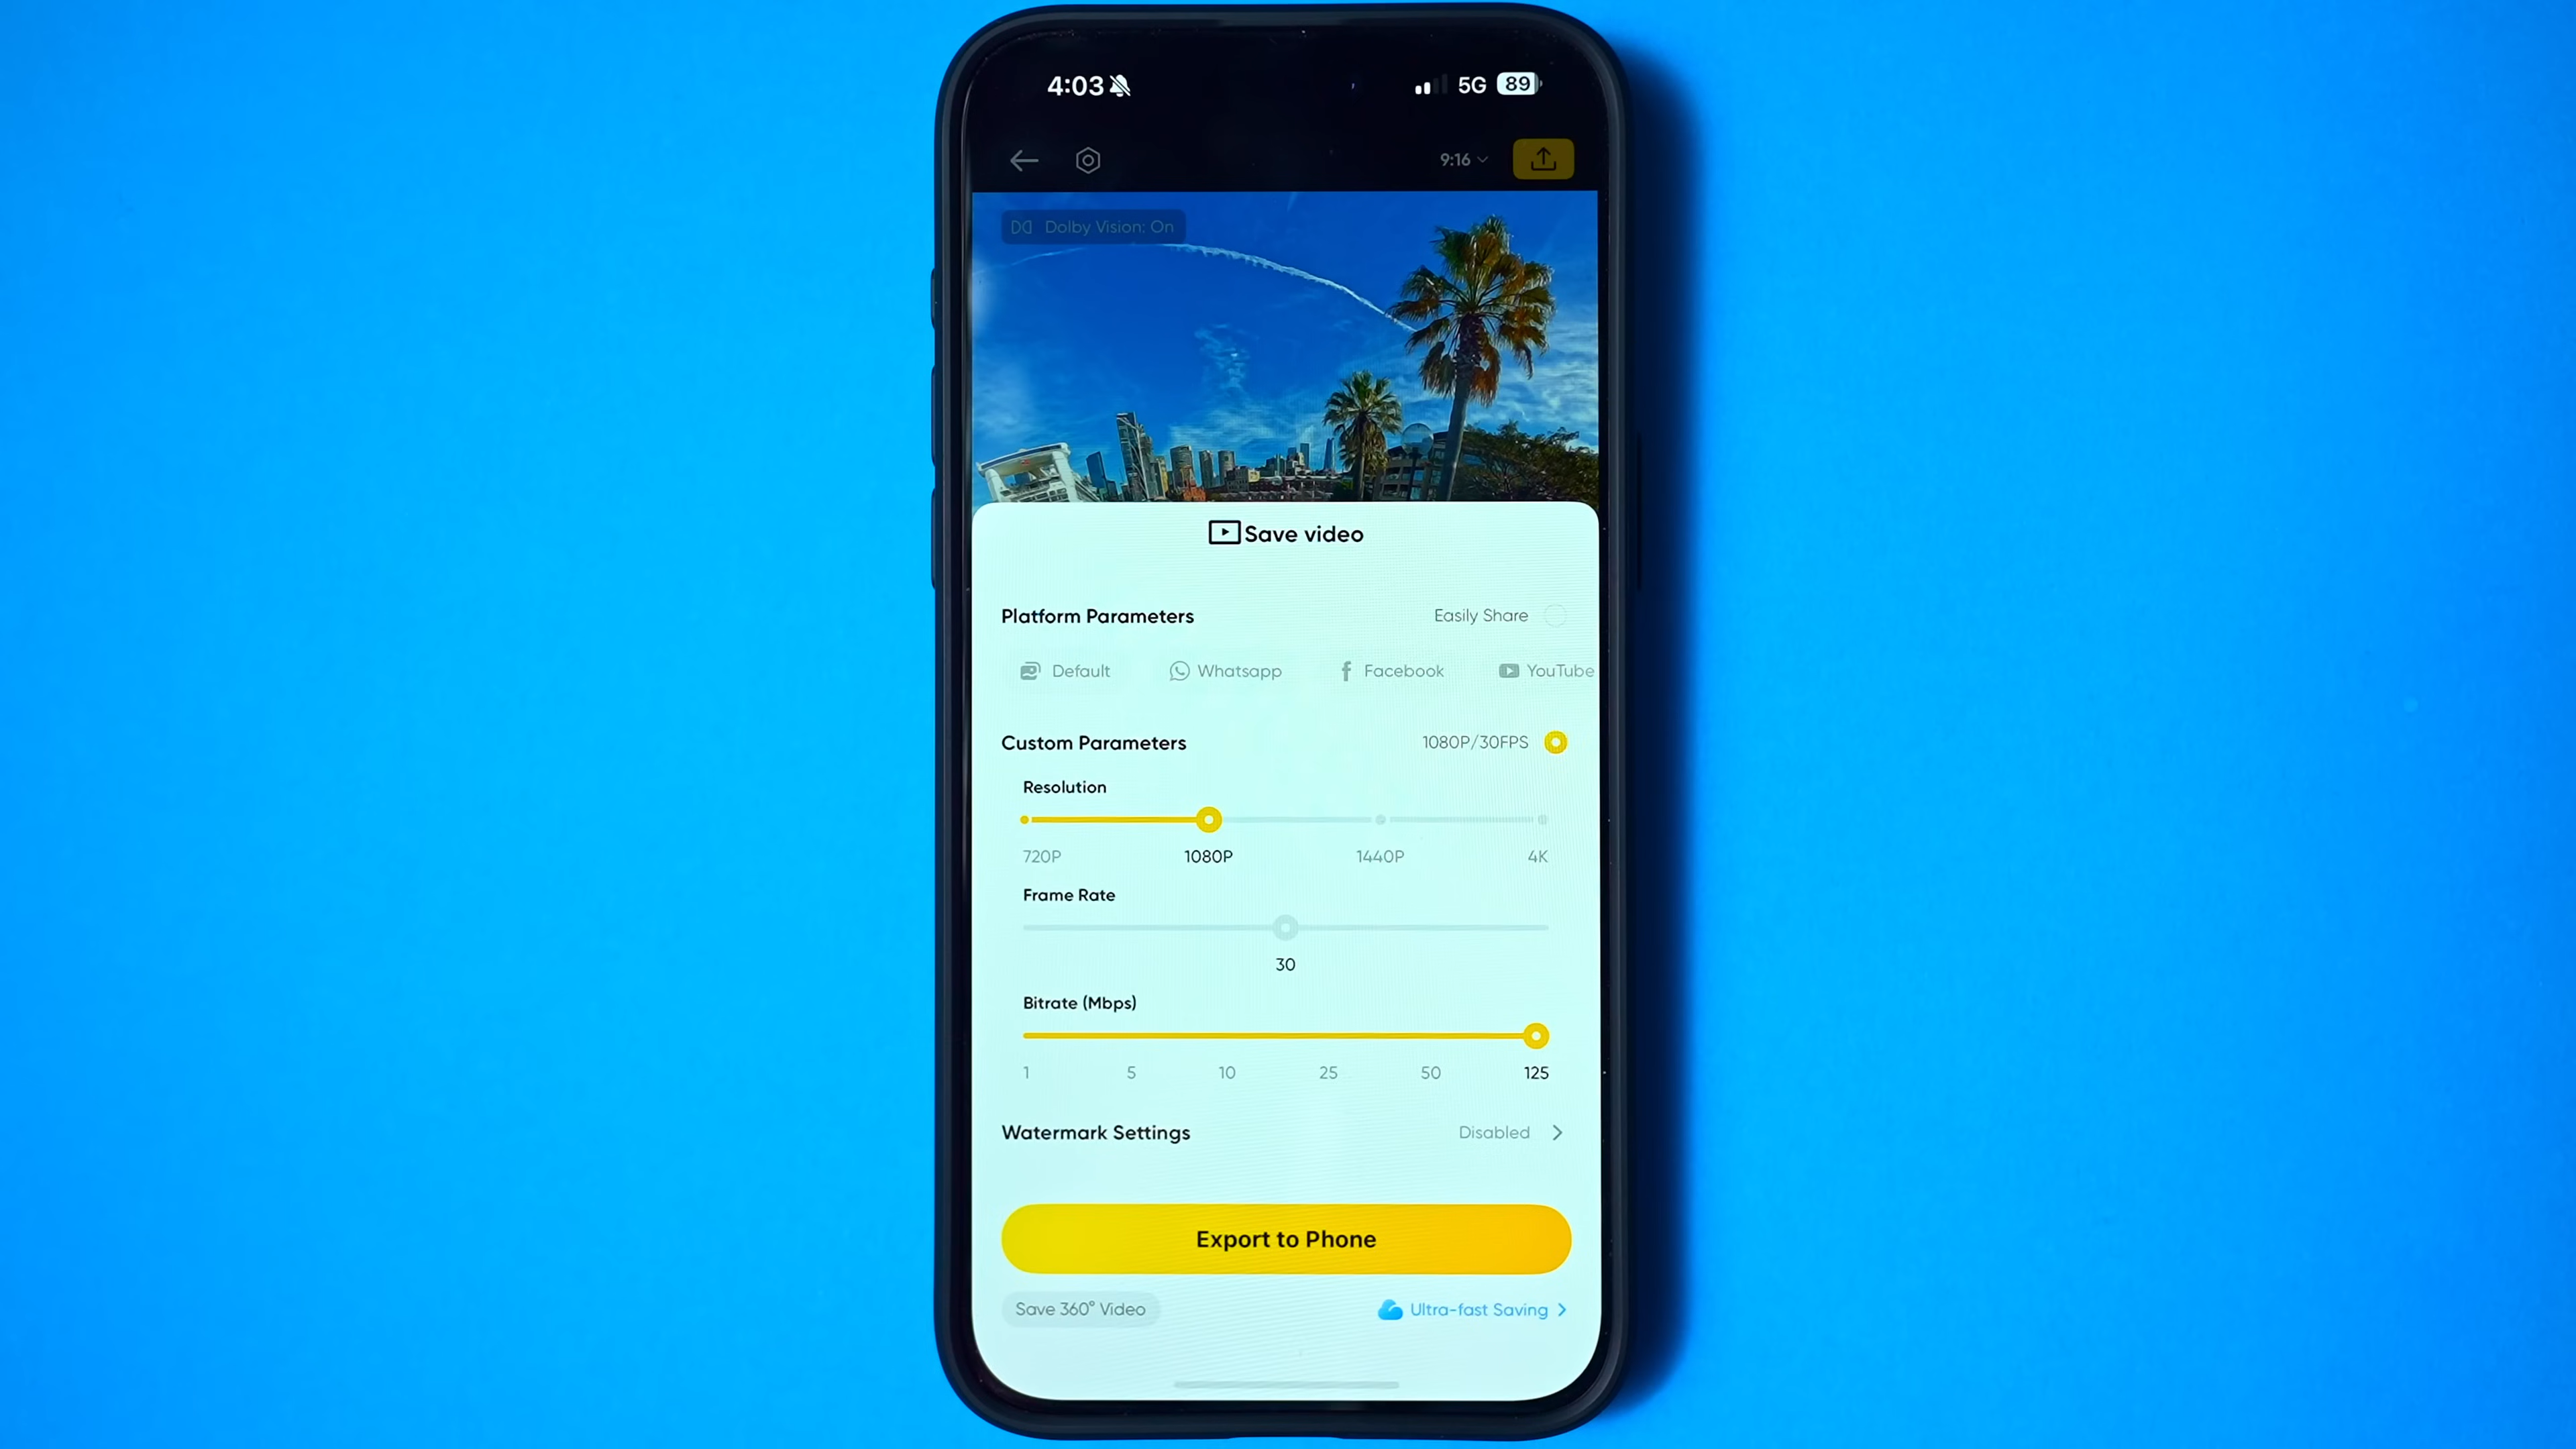 4:03 5G 89
9:16
Dolby Vision: On
Save video
Platform Parameters Easily Share
Default Whatsapp Facebook YouTube
Custom Parameters 1080P/30FPS
Resolution
720P 1080P 1440P 4K
Frame Rate
30
Bitrate (Mbps)
1 5 10 25 50 125
Watermark Settings Disabled
Export to Phone
Save 360° Video Ultra-fast Saving